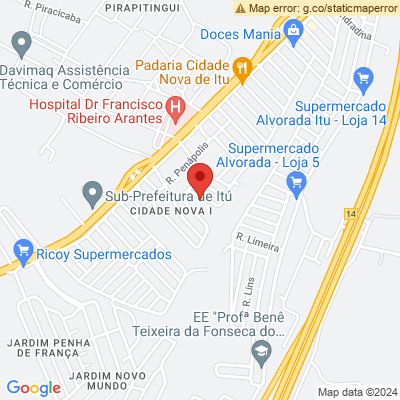 R. Piracicaba
PIRAPITINGUI
Map error: g.co/staticmaperror
Doces Mania
Davimaq Assistência
Técnica e Comércio
Padaria Cidade
Nova de Itu
Hospital Dr Francisco
Ribeiro Arantes
H
Supermercado
Alvorada Itu - Loja 14
R. Penápolis
Supermercado
Alvorada - Loja 5
Sub-Prefeitura de Itú
CIDADE NOVA I
14
R. Limeira
Ricoy Supermercados
R. Lins
EE "Profª Benê
Teixeira da Fonseca do...
JARDIM PENHA
DE FRANÇA
JARDIM NOVO
MUNDO
Google
Map data ©2024